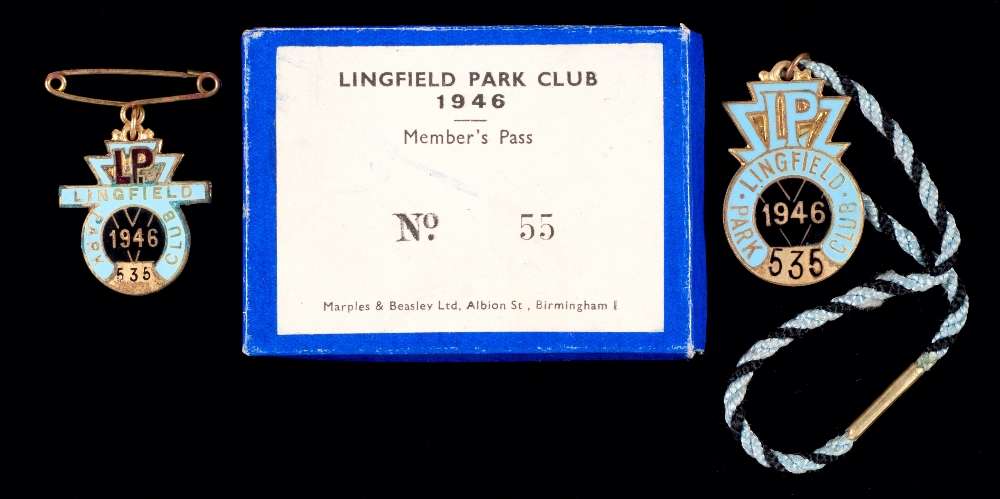 LP
LINGFIELD
PARK CLUB
1946
535
LINGFIELD PARK CLUB
1946
Member's Pass
No. 55
Marples & Beasley Ltd, Albion St, Birmingham 1
LP
LINGFIELD
PARK CLUB
1946
535